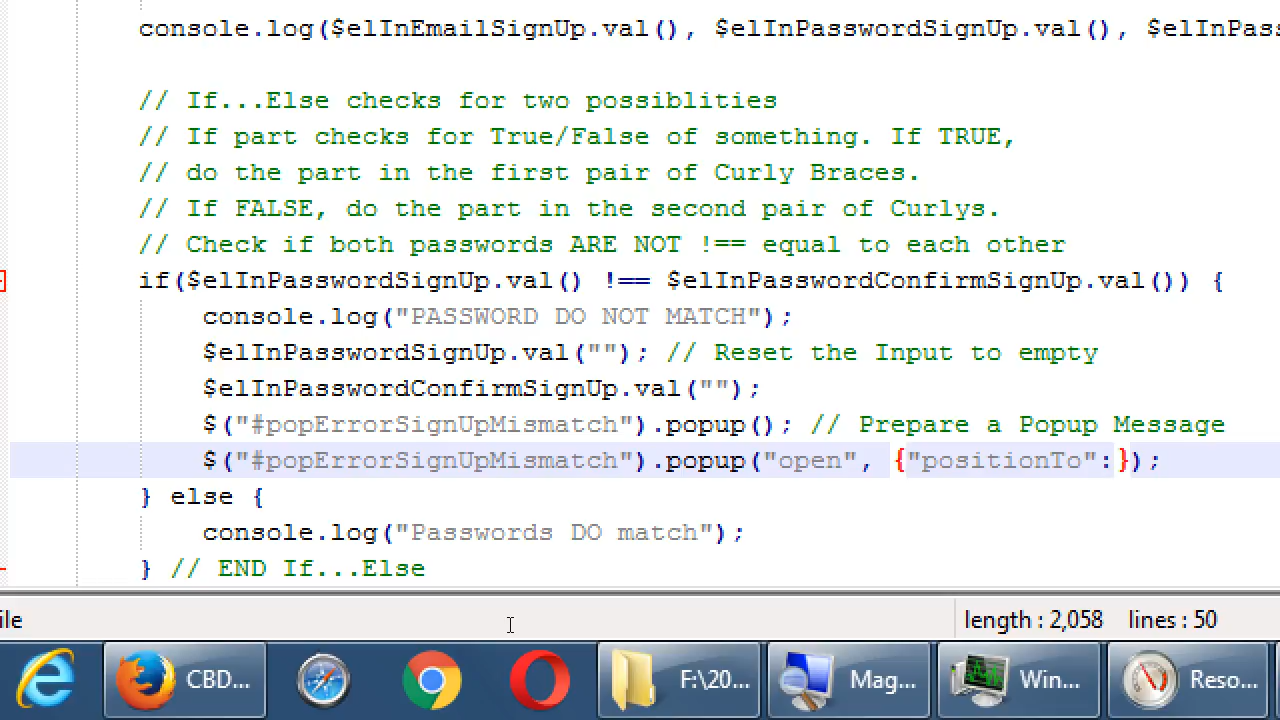 console.log($elInEmailSignUp.val(), $elInPasswordSignUp.val(), $elInPass
// If...Else checks for two possiblities
// If part checks for True/False of something. If TRUE,
// do the part in the first pair of Curly Braces.
// If FALSE, do the part in the second pair of Curlys.
// Check if both passwords ARE NOT !== equal to each other
if($elInPasswordSignUp.val() !== $elInPasswordConfirmSignUp.val()) {
console.log("PASSWORD DO NOT MATCH");
$elInPasswordSignUp.val(""); // Reset the Input to empty
$elInPasswordConfirmSignUp.val("");
$("#popErrorSignUpMismatch").popup(); // Prepare a Popup Message
$("#popErrorSignUpMismatch").popup("open", {"positionTo":});
} else {
console.log("Passwords DO match");
} // END If...Else
ile length : 2,058 lines : 50
CBD... F:\20... Mag... Win... Reso...